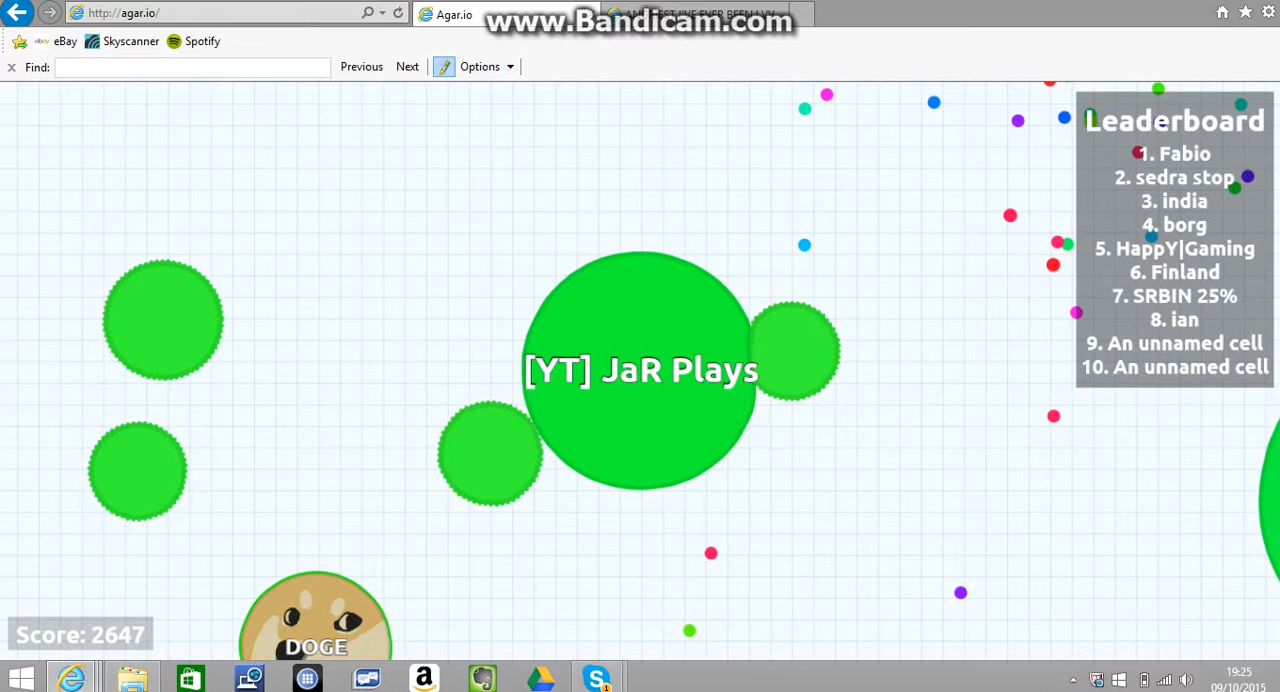 http://agar.io/
Agar.io
www.Bandicam.com
eBay
Skyscanner
Spotify
x Find:
Previous
Next
Options
Leaderboard
1. Fabio
2. sedra stop
3. india
4. borg
5. HappY|Gaming
6. Finland
7. SRBIN 25%
8. ian
9. An unnamed cell
10. An unnamed cell
[YT] JaR Plays
DOGE
Score: 2647
19:25
09/10/2015